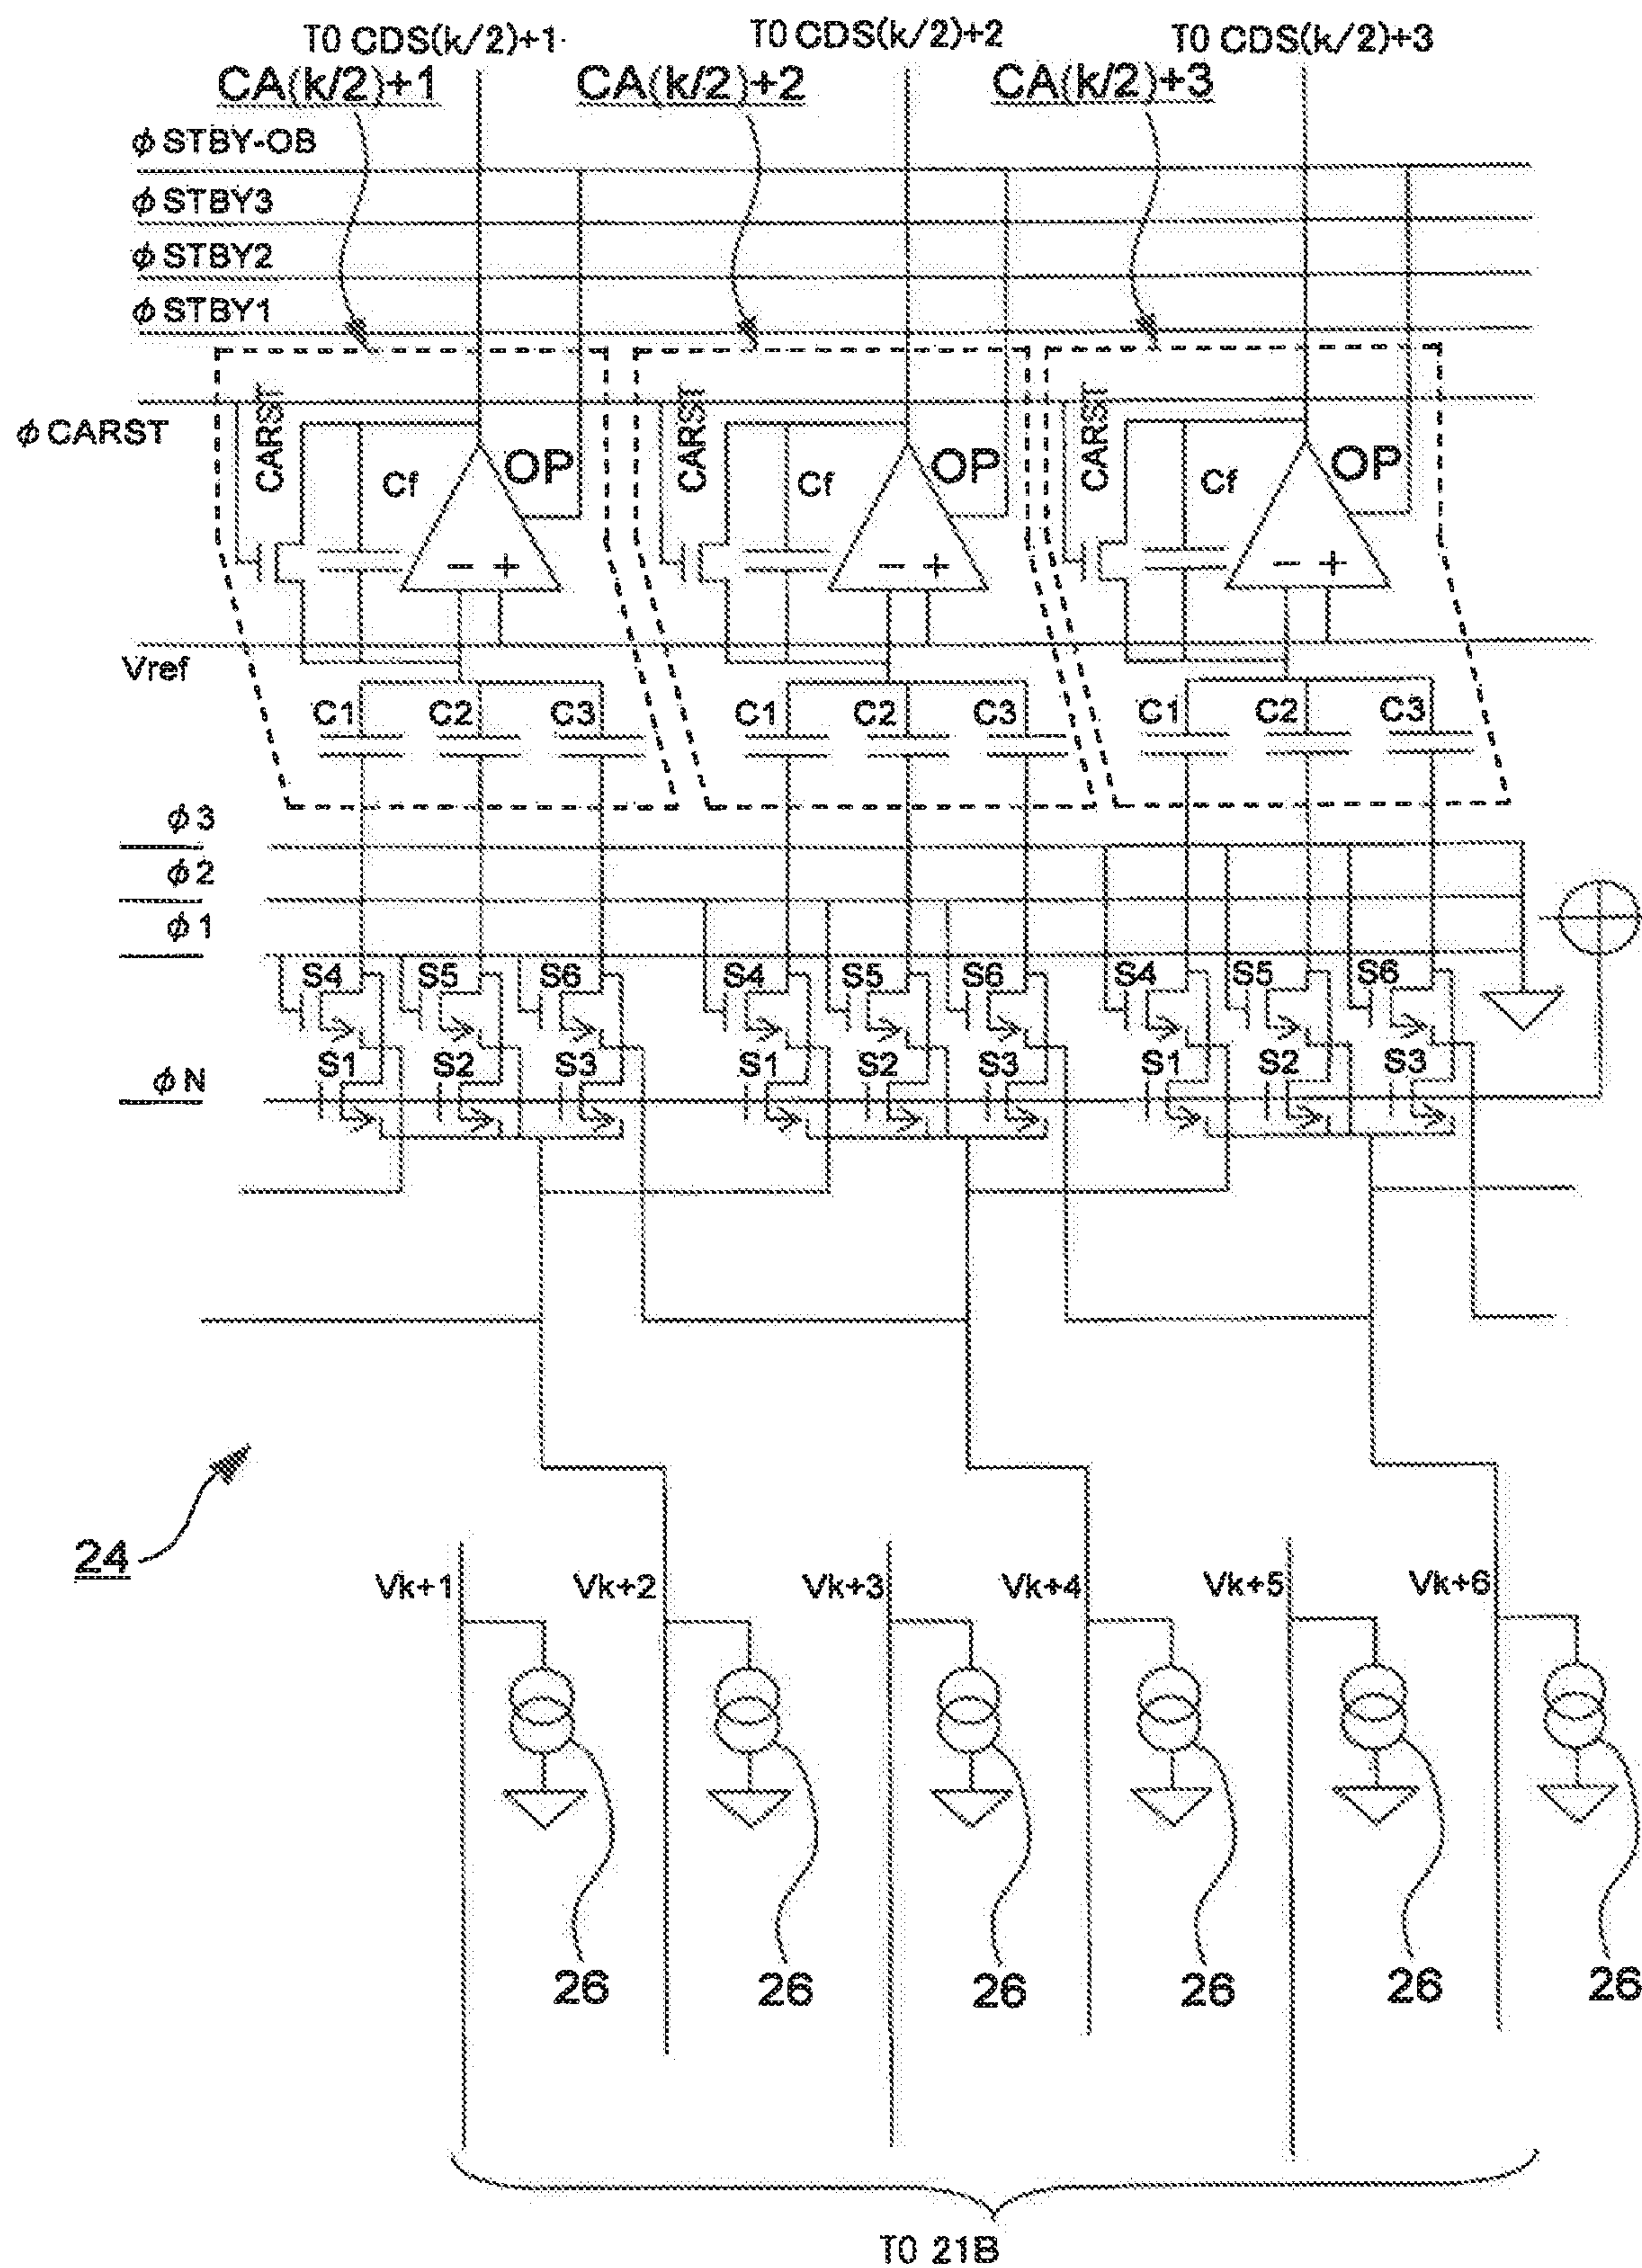 TO CDS(k/2)+1 TO CDS(k/2)+2 TO CDS(k/2)+3
CA(k/2)+1 CA(k/2)+2 CA(k/2)+3
ϕSTBY-OB
ϕSTBY3
ϕSTBY2
ϕSTBY1
ϕCARST
CARST Cf OP CARST Cf OP CARST Cf OP
− + − + − +
Vref
C1 C2 C3 C1 C2 C3 C1 C2 C3
ϕ3
ϕ2
ϕ1
S4 S5 S6 S4 S5 S6 S4 S5 S6
S1 S2 S3 S1 S2 S3 S1 S2 S3
ϕN
24
Vk+1 Vk+2 Vk+3 Vk+4 Vk+5 Vk+6
26 26 26 26 26 26
TO 21B